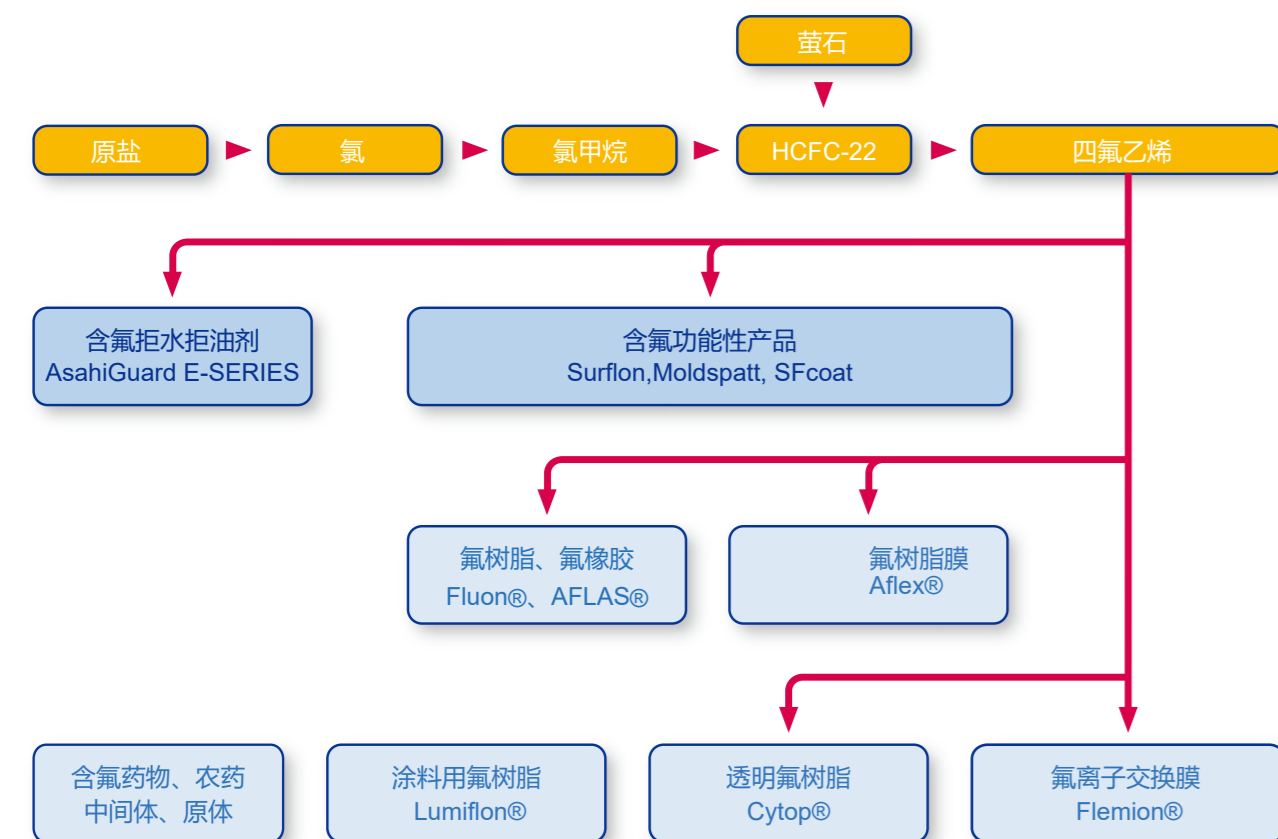 萤石
原盐
氯
氯甲烷
HCFC-22
四氟乙烯
含氟拒水拒油剂
AsahiGuard E-SERIES
含氟功能性产品
Surflon,Moldspatt, SFcoat
氟树脂、氟橡胶
Fluon®、AFLAS®
氟树脂膜
Aflex®
含氟药物、农药
中间体、原体
涂料用氟树脂
Lumiflon®
透明氟树脂
Cytop®
氟离子交换膜
Flemion®